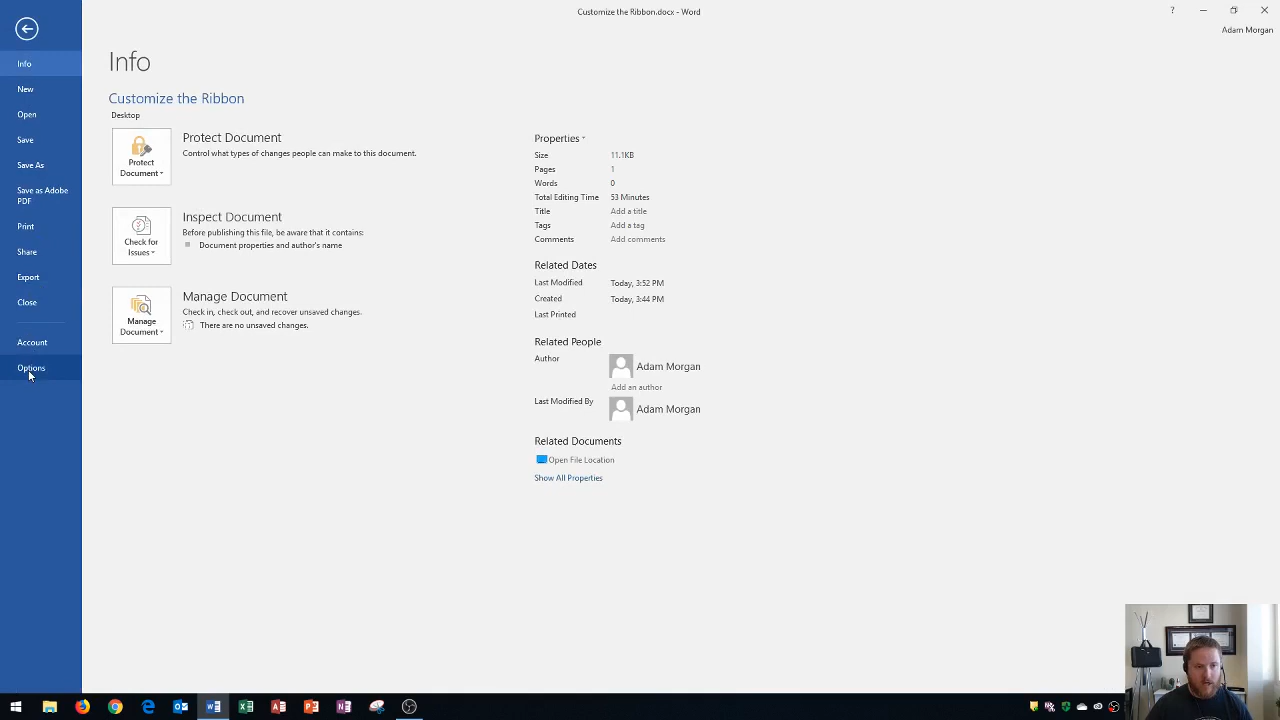 Customize the Ribbon.docx - Word
?
Adam Morgan
Info
New
Open
Save
Save As
Save as Adobe
PDF
Print
Share
Export
Close
Account
Options
Info
Customize the Ribbon
Desktop
Protect
Document
Protect Document
Control what types of changes people can make to this document.
Check for
Issues
Inspect Document
Before publishing this file, be aware that it contains:
Document properties and author's name
Manage
Document
Manage Document
Check in, check out, and recover unsaved changes.
There are no unsaved changes.
Properties
Size 11.1KB
Pages 1
Words 0
Total Editing Time 53 Minutes
Title Add a title
Tags Add a tag
Comments Add comments
Related Dates
Last Modified Today, 3:52 PM
Created Today, 3:44 PM
Last Printed
Related People
Author Adam Morgan
Add an author
Last Modified By Adam Morgan
Related Documents
Open File Location
Show All Properties